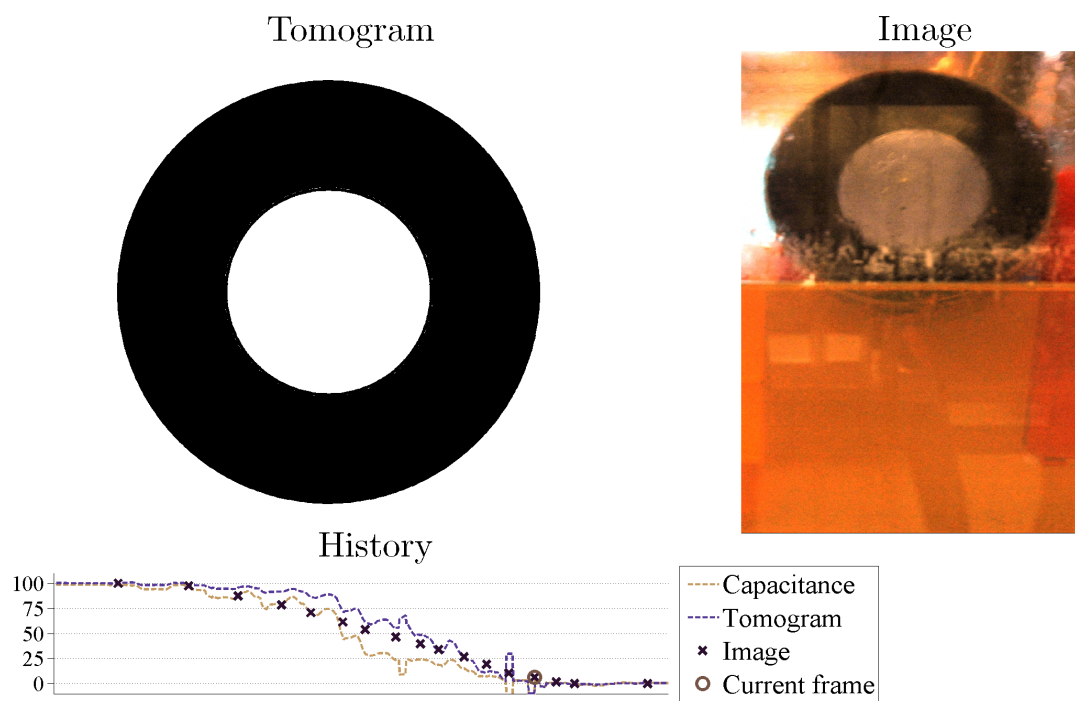 Tomogram
Image
History
100
75
50
25
0
Capacitance
Tomogram
Image
Current frame